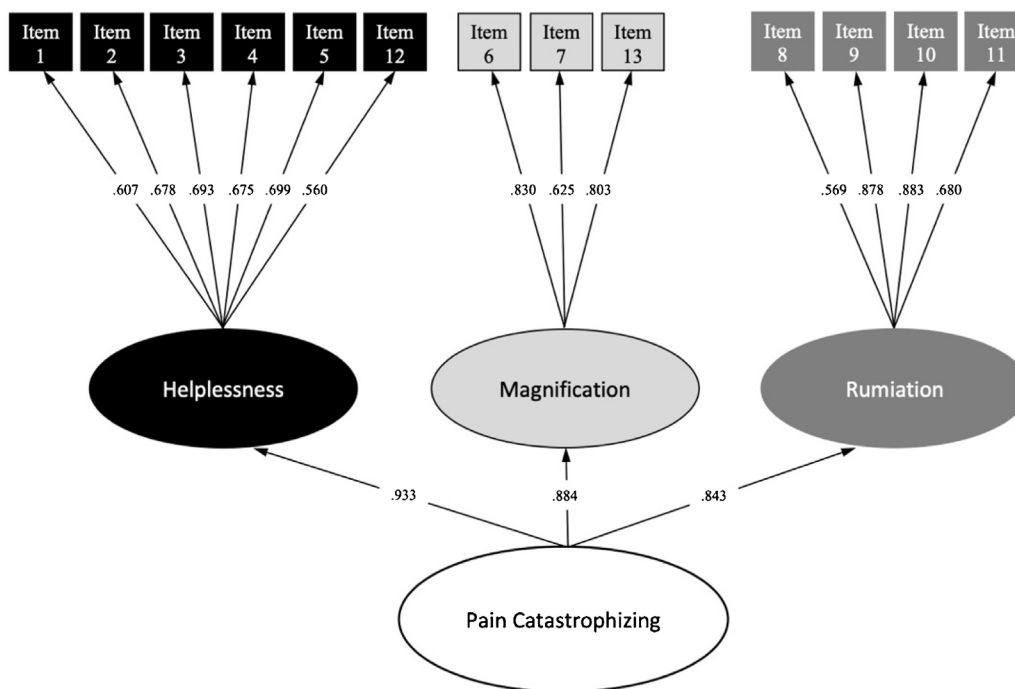 Item Item Item Item Item Item Item Item Item Item Item Item Item
1 2 3 4 5 12 6 7 13 8 9 10 11
.607 .678 .693 .675 .699 .560 .830 .625 .803 .569 .878 .883 .680
Helplessness Magnification Rumiation
.933 .884 .843
Pain Catastrophizing